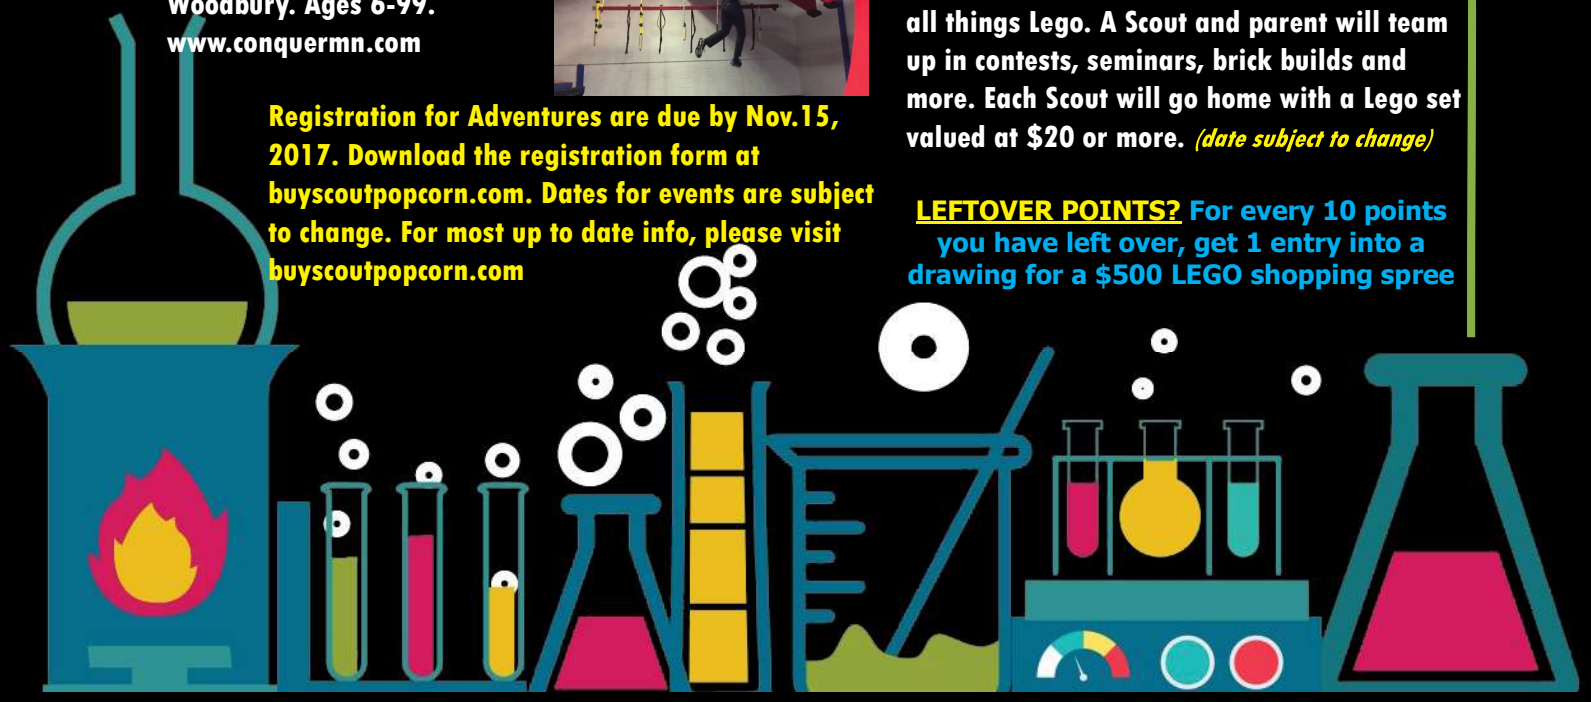 Woodbury. Ages 6-99.
www.conquermn.com
Registration for Adventures are due by Nov.15,
2017. Download the registration form at
buyscoutpopcorn.com. Dates for events are subject
to change. For most up to date info, please visit
buyscoutpopcorn.com
all things Lego. A Scout and parent will team
up in contests, seminars, brick builds and
more. Each Scout will go home with a Lego set
valued at $20 or more. (date subject to change)
LEFTOVER POINTS? For every 10 points
you have left over, get 1 entry into a
drawing for a $500 LEGO shopping spree